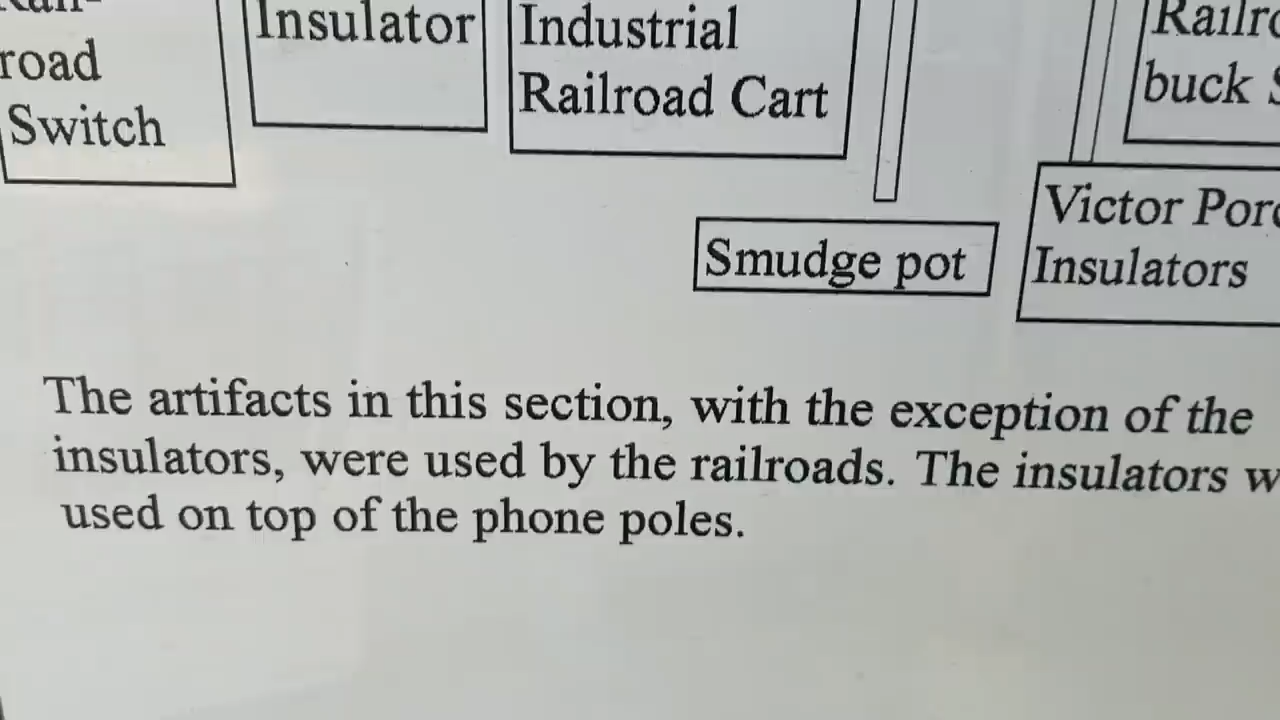 road
Switch
Insulator
Industrial
Railroad Cart
Smudge pot
buck
Victor
Insulators
The artifacts in this section, with the exception of the
insulators, were used by the railroads. The insulators
used on top of the phone poles.